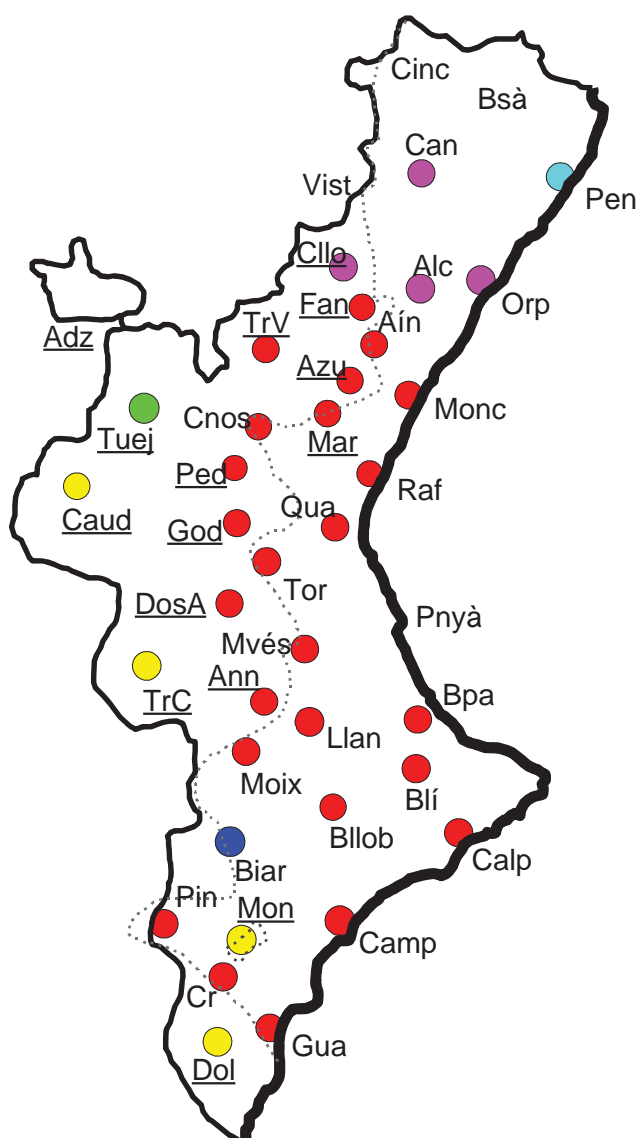 Cinc
Bsà
Can
Vist
Pen
Cllo
Alc
Orp
Fan
TrV
Aín
Adz
Azu
Monc
Cnos
Mar
Tuej
Ped
Raf
Caud
Qua
God
Tor
DosA
Pnyà
Mvés
Ann
TrC
Bpa
Llan
Moix
Blí
Bllob
Calp
Biar
Pin
Mon
Camp
Cr
Gua
Dol